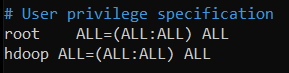 # User privilege specification
root    ALL=(ALL:ALL) ALL
hdoop ALL=(ALL:ALL) ALL